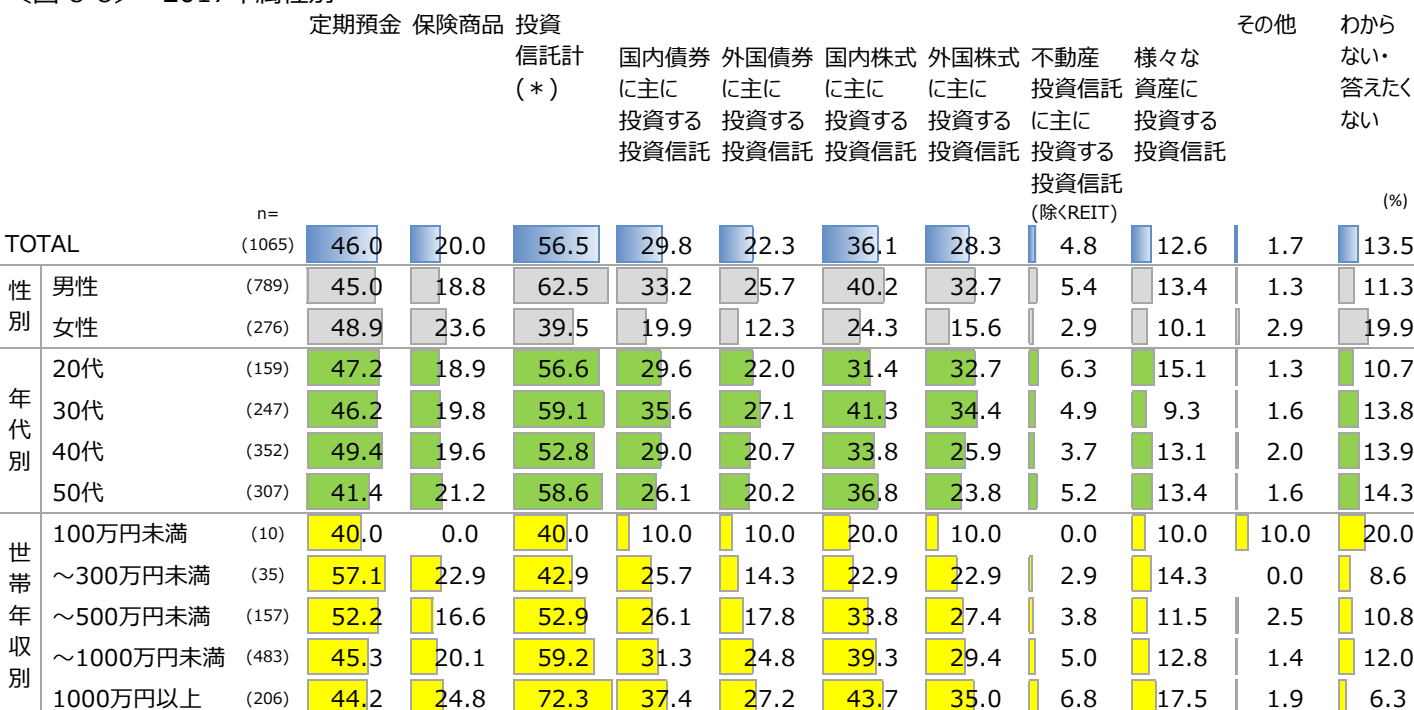 定期預金 保険商品 投資信託計(＊) 国内債券に主に投資する投資信託 外国債券に主に投資する投資信託 国内株式に主に投資する投資信託 外国株式に主に投資する投資信託 不動産投資信託に主に投資する投資信託(除くREIT) 様々な資産に投資する投資信託 その他 わからない・答えたくない
n=
(%)
TOTAL (1065) 46.0 20.0 56.5 29.8 22.3 36.1 28.3 4.8 12.6 1.7 13.5
性別
男性 (789) 45.0 18.8 62.5 33.2 25.7 40.2 32.7 5.4 13.4 1.3 11.3
女性 (276) 48.9 23.6 39.5 19.9 12.3 24.3 15.6 2.9 10.1 2.9 19.9
年代別
20代 (159) 47.2 18.9 56.6 29.6 22.0 31.4 32.7 6.3 15.1 1.3 10.7
30代 (247) 46.2 19.8 59.1 35.6 27.1 41.3 34.4 4.9 9.3 1.6 13.8
40代 (352) 49.4 19.6 52.8 29.0 20.7 33.8 25.9 3.7 13.1 2.0 13.9
50代 (307) 41.4 21.2 58.6 26.1 20.2 36.8 23.8 5.2 13.4 1.6 14.3
世帯年収別
100万円未満 (10) 40.0 0.0 40.0 10.0 10.0 20.0 10.0 0.0 10.0 10.0 20.0
～300万円未満 (35) 57.1 22.9 42.9 25.7 14.3 22.9 22.9 2.9 14.3 0.0 8.6
～500万円未満 (157) 52.2 16.6 52.9 26.1 17.8 33.8 27.4 3.8 11.5 2.5 10.8
～1000万円未満 (483) 45.3 20.1 59.2 31.3 24.8 39.3 29.4 5.0 12.8 1.4 12.0
1000万円以上 (206) 44.2 24.8 72.3 37.4 27.2 43.7 35.0 6.8 17.5 1.9 6.3